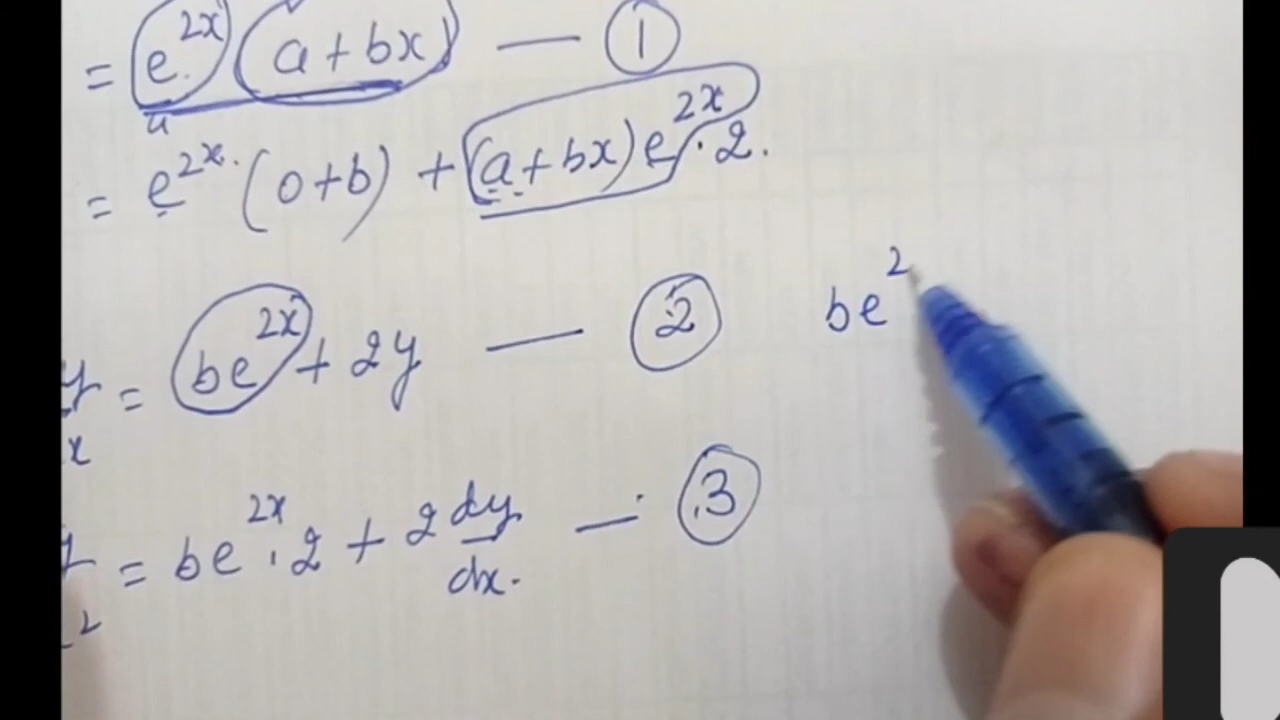 = e^{2x} (a + bx) — ①
u
= e^{2x}. (0+b) + (a+bx) e^{2x} · 2.
y/x = be^{2x} + 2y — ②
be^2
= be^{2x} · 2 + 2 dy/dx. — ③
2